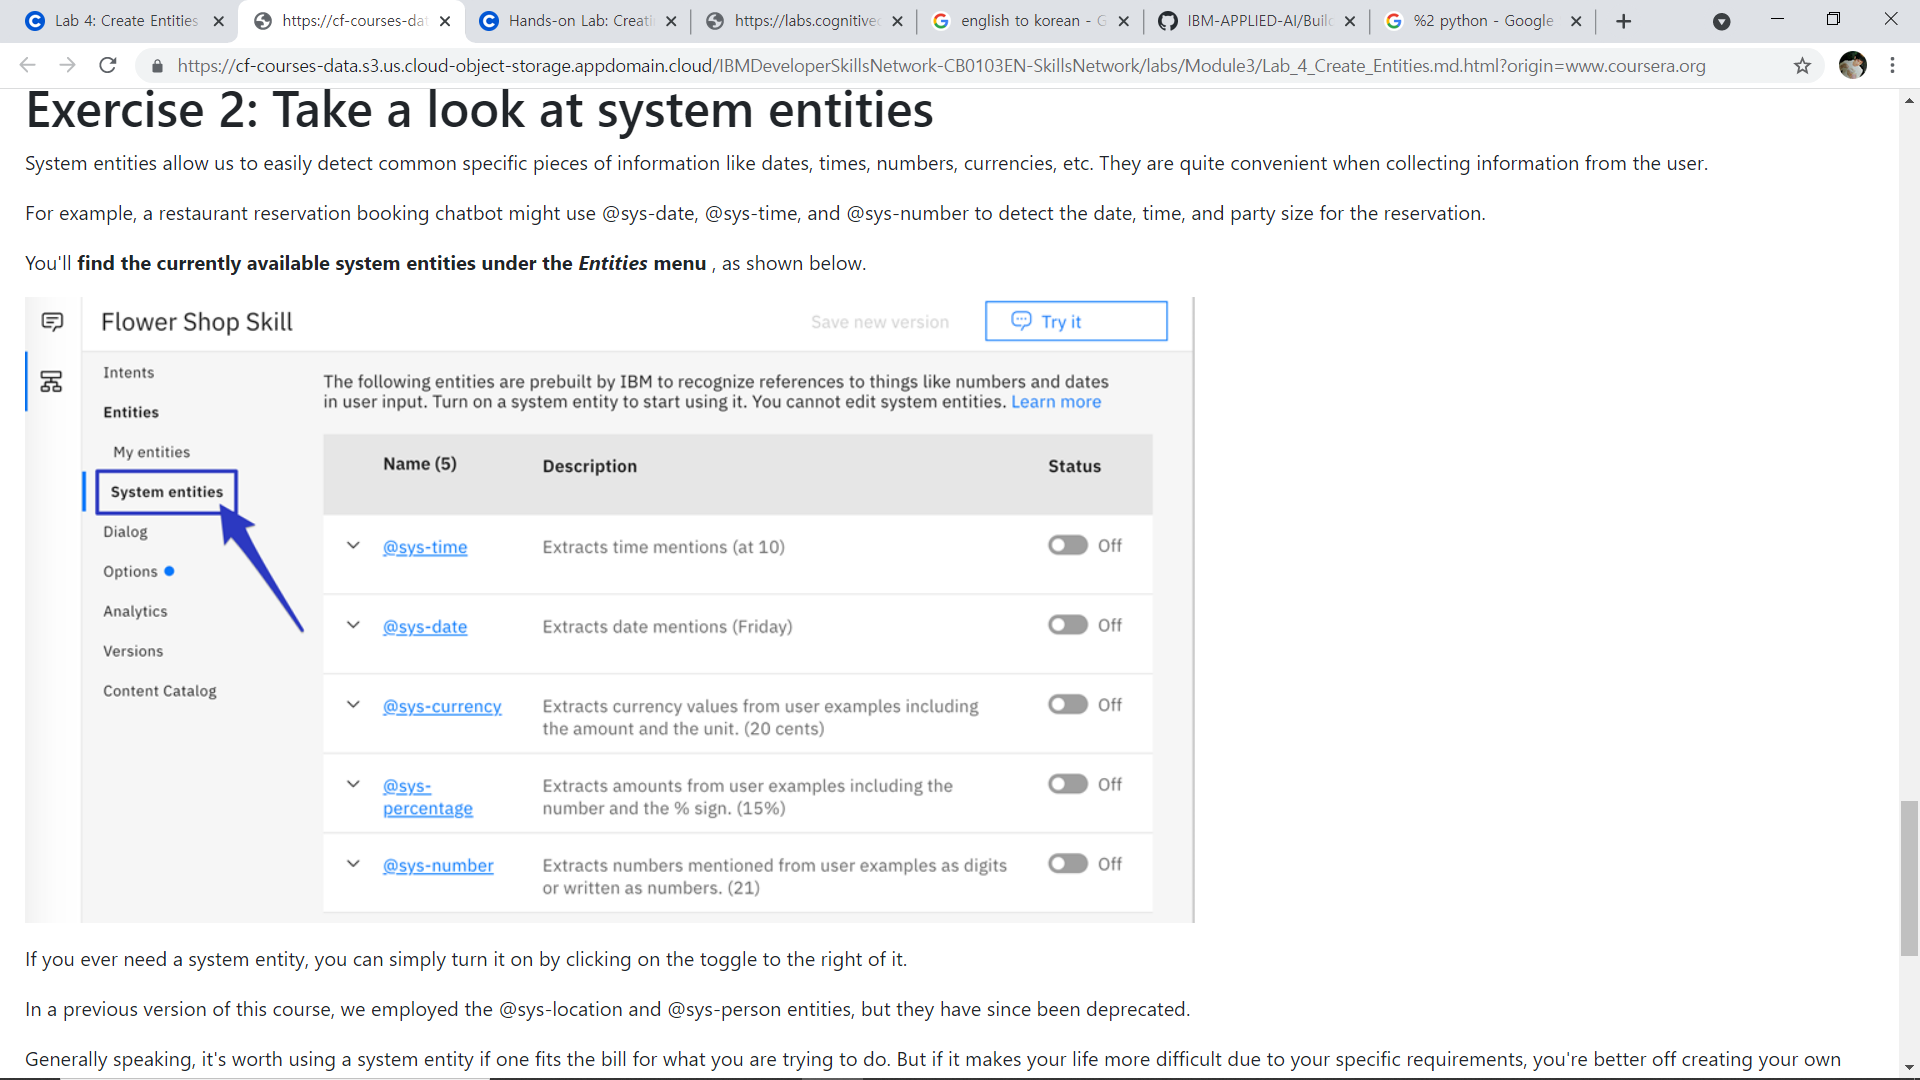 Lab 4: Create Entities
https://cf-courses-dat
Hands-on Lab: Creati
https://labs.cognitivec
english to korean - G
IBM-APPLIED-AI/Build
%2 python - Google
https://cf-courses-data.s3.us.cloud-object-storage.appdomain.cloud/IBMDeveloperSkillsNetwork-CB0103EN-SkillsNetwork/labs/Module3/Lab_4_Create_Entities.md.html?origin=www.coursera.org
Exercise 2: Take a look at system entities
System entities allow us to easily detect common specific pieces of information like dates, times, numbers, currencies, etc. They are quite convenient when collecting information from the user.
For example, a restaurant reservation booking chatbot might use @sys-date, @sys-time, and @sys-number to detect the date, time, and party size for the reservation.
You'll find the currently available system entities under the Entities menu , as shown below.
Flower Shop Skill
Save new version
Try it
Intents
Entities
My entities
System entities
Dialog
Options
Analytics
Versions
Content Catalog
The following entities are prebuilt by IBM to recognize references to things like numbers and dates
in user input. Turn on a system entity to start using it. You cannot edit system entities. Learn more
Name (5) Description Status
@sys-time Extracts time mentions (at 10) Off
@sys-date Extracts date mentions (Friday) Off
@sys-currency Extracts currency values from user examples including Off
the amount and the unit. (20 cents)
@sys- Extracts amounts from user examples including the Off
percentage number and the % sign. (15%)
@sys-number Extracts numbers mentioned from user examples as digits Off
or written as numbers. (21)
If you ever need a system entity, you can simply turn it on by clicking on the toggle to the right of it.
In a previous version of this course, we employed the @sys-location and @sys-person entities, but they have since been deprecated.
Generally speaking, it's worth using a system entity if one fits the bill for what you are trying to do. But if it makes your life more difficult due to your specific requirements, you're better off creating your own